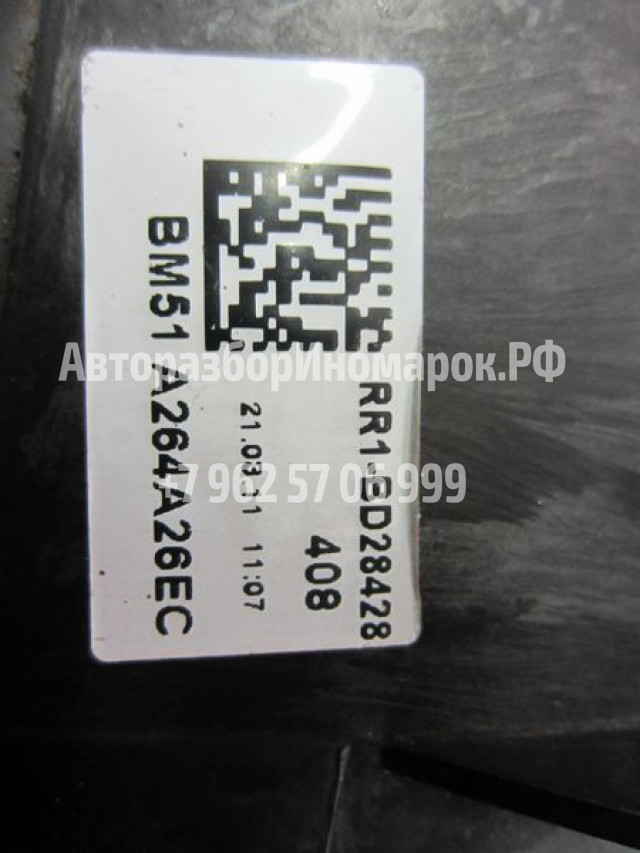 RR1-BD28428
408
21.03.11 11:07
BM51 A264A26EC
АвторазборИномарок.РФ
+7 962 57 05 999